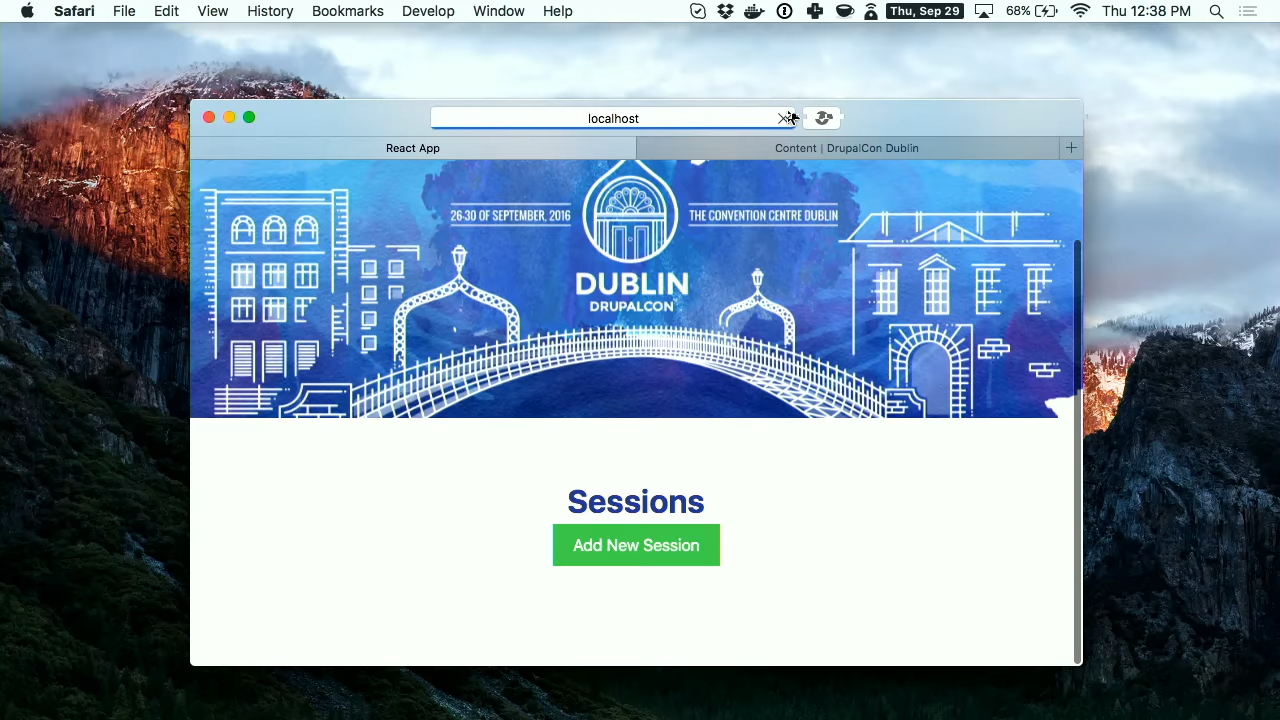 Safari File Edit View History Bookmarks Develop Window Help Thu, Sep 29 68% Thu 12:38 PM
localhost
React App Content | DrupalCon Dublin +
26-30 OF SEPTEMBER, 2016 THE CONVENTION CENTRE DUBLIN
DUBLIN
DRUPALCON
Sessions
Add New Session